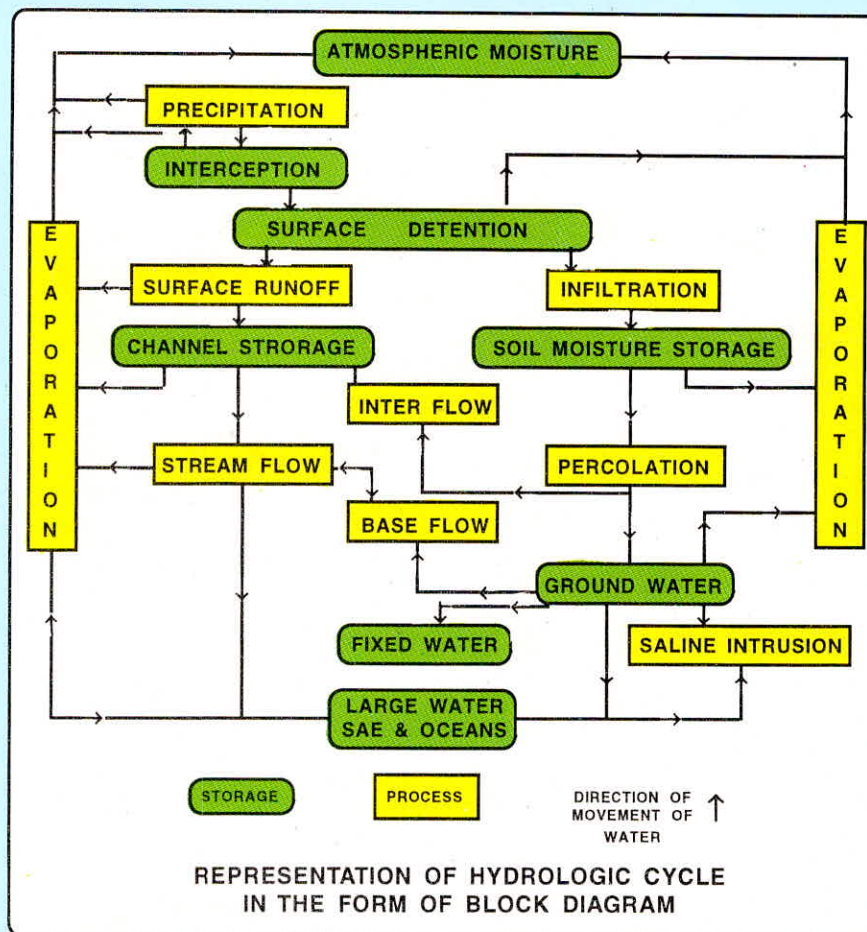 ATMOSPHERIC MOISTURE
PRECIPITATION
INTERCEPTION
SURFACE DETENTION
EVAPORATION
SURFACE RUNOFF
INFILTRATION
EVAPORATION
CHANNEL STRORAGE
SOIL MOISTURE STORAGE
INTER FLOW
STREAM FLOW
PERCOLATION
BASE FLOW
GROUND WATER
FIXED WATER
SALINE INTRUSION
LARGE WATER
SAE & OCEANS
STORAGE
PROCESS
DIRECTION OF
MOVEMENT OF
WATER
REPRESENTATION OF HYDROLOGIC CYCLE
IN THE FORM OF BLOCK DIAGRAM